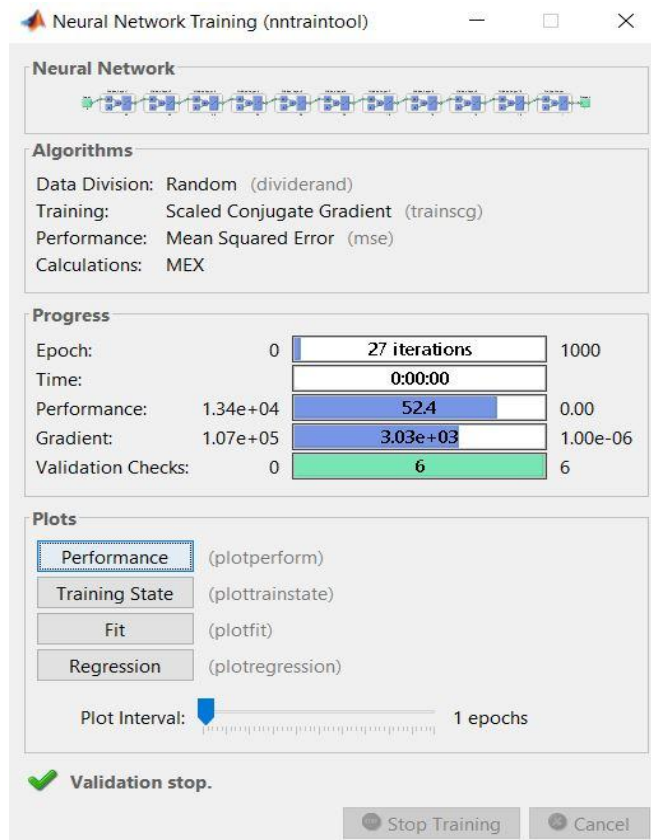 Neural Network Training (nntraintool)
Neural Network
Algorithms
Data Division: Random (dividerand)
Training: Scaled Conjugate Gradient (trainscg)
Performance: Mean Squared Error (mse)
Calculations: MEX
Progress
Epoch: 0 27 iterations 1000
Time: 0:00:00
Performance: 1.34e+04 52.4 0.00
Gradient: 1.07e+05 3.03e+03 1.00e-06
Validation Checks: 0 6 6
Plots
Performance (plotperform)
Training State (plottrainstate)
Fit (plotfit)
Regression (plotregression)
Plot Interval: 1 epochs
Validation stop.
Stop Training Cancel